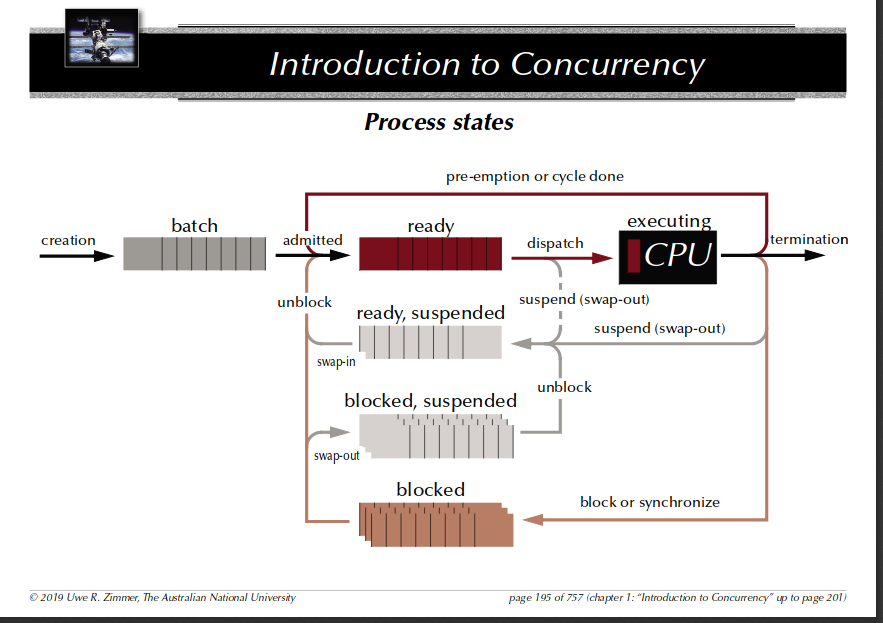 Introduction to Concurrency
Process states
pre-emption or cycle done
creation
batch
admitted
ready
dispatch
executing
CPU
termination
unblock
ready, suspended
suspend (swap-out)
suspend (swap-out)
swap-in
unblock
blocked, suspended
swap-out
blocked
block or synchronize
© 2019 Uwe R. Zimmer, The Australian National University
page 195 of 757 (chapter 1: “Introduction to Concurrency” up to page 201)